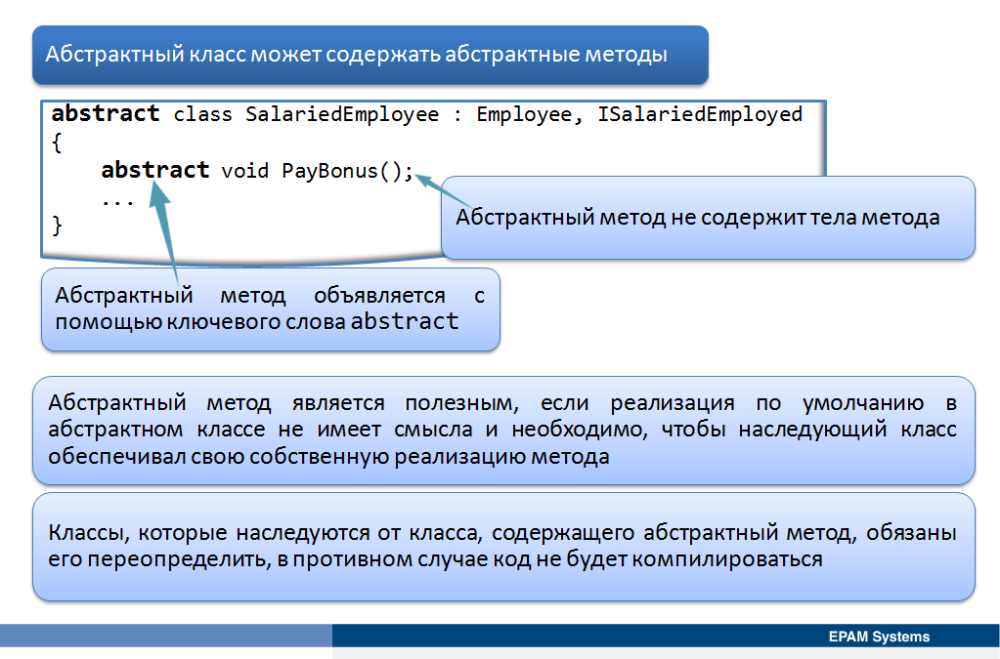 Абстрактный класс может содержать абстрактные методы
abstract class SalariedEmployee : Employee, ISalariedEmployed
{
abstract void PayBonus();
...
}
Абстрактный метод не содержит тела метода
Абстрактный метод объявляется с
помощью ключевого слова abstract
Абстрактный метод является полезным, если реализация по умолчанию в
абстрактном классе не имеет смысла и необходимо, чтобы наследующий класс
обеспечивал свою собственную реализацию метода
Классы, которые наследуются от класса, содержащего абстрактный метод, обязаны
его переопределить, в противном случае код не будет компилироваться
EPAM Systems